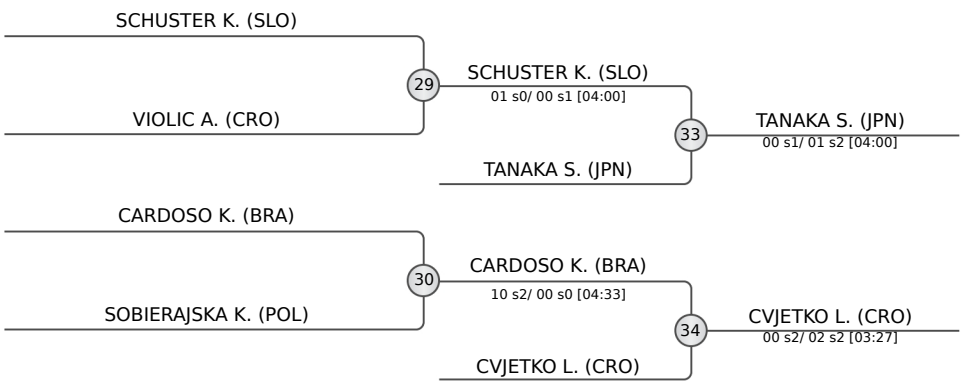 SCHUSTER K. (SLO)
29
VIOLIC A. (CRO)
SCHUSTER K. (SLO)
01 s0/ 00 s1 [04:00]
33
TANAKA S. (JPN)
TANAKA S. (JPN)
00 s1/ 01 s2 [04:00]
CARDOSO K. (BRA)
30
SOBIERAJSKA K. (POL)
CARDOSO K. (BRA)
10 s2/ 00 s0 [04:33]
34
CVJETKO L. (CRO)
CVJETKO L. (CRO)
00 s2/ 02 s2 [03:27]